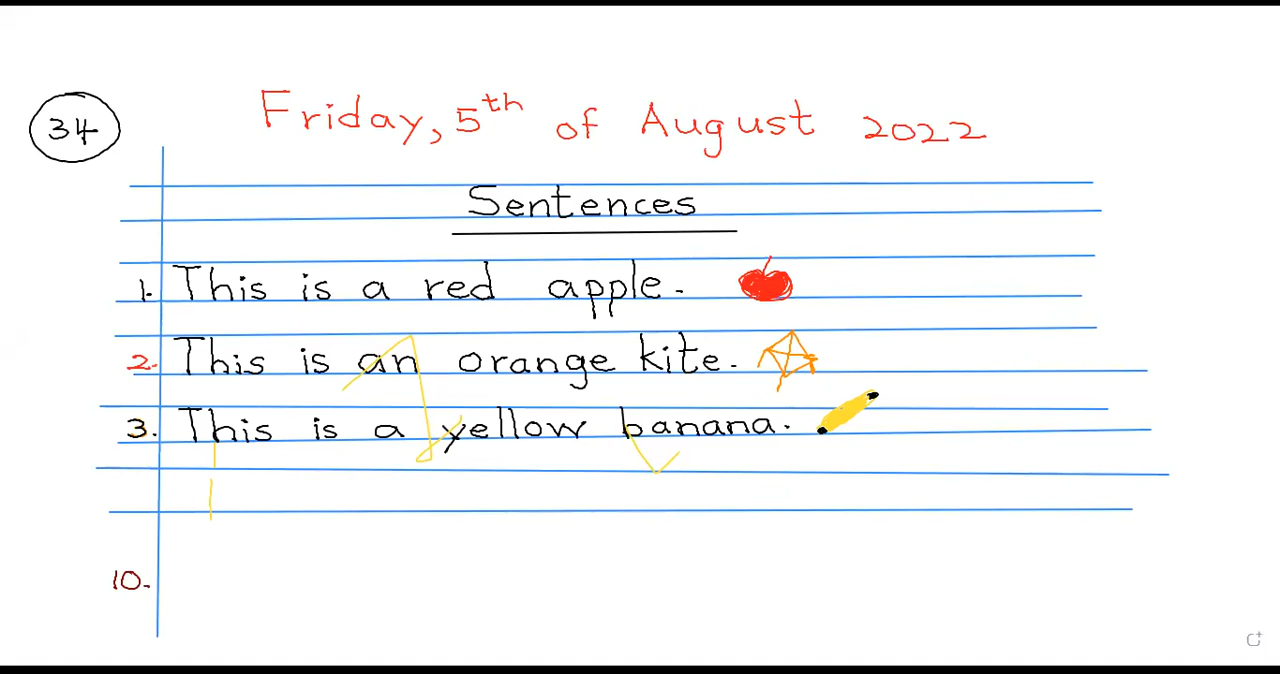 34
Friday, 5th of August 2022
Sentences
1. This is a red apple.
2. This is an orange kite.
3. This is a yellow banana.
10.